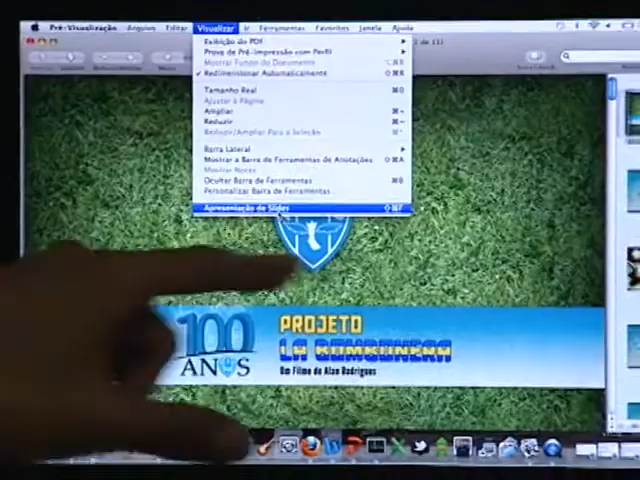 Pré-Visualização Arquivo Editar Visualizar Ir Ferramentas Favoritos Janela Ajuda
Exibição do PDF
Prova de Pré-impressão com Perfil
Mostrar Fundo do Documento
Redimensionar Automaticamente
Tamanho Real
Ajustar à Página
Ampliar
Reduzir
Reduzir/Ampliar Para a Seleção
Barra Lateral
Mostrar a Barra de Ferramentas de Anotações
Mostrar Notas
Ocultar Barra de Ferramentas
Personalizar Barra de Ferramentas
Apresentação de Slides
100
ANOS
PROJETO
LA BOMBONERA
Um Filme de Alan Rodrigues